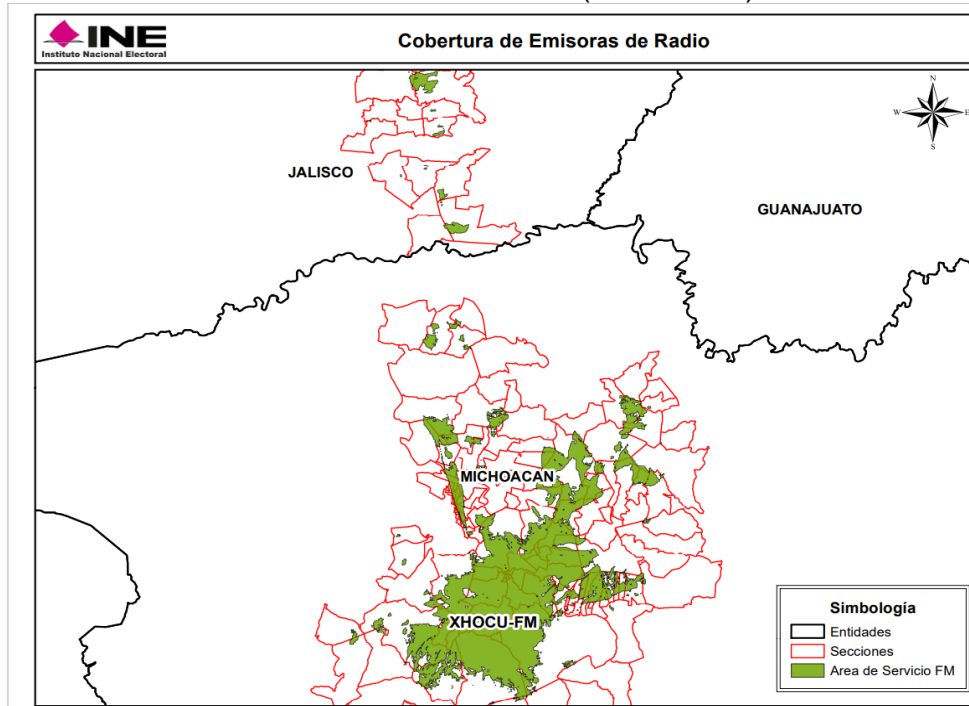 INE
Instituto Nacional Electoral
Cobertura de Emisoras de Radio
N
W
E
S
JALISCO
GUANAJUATO
MICHOACAN
XHOCU-FM
Simbología
Entidades
Secciones
Area de Servicio FM